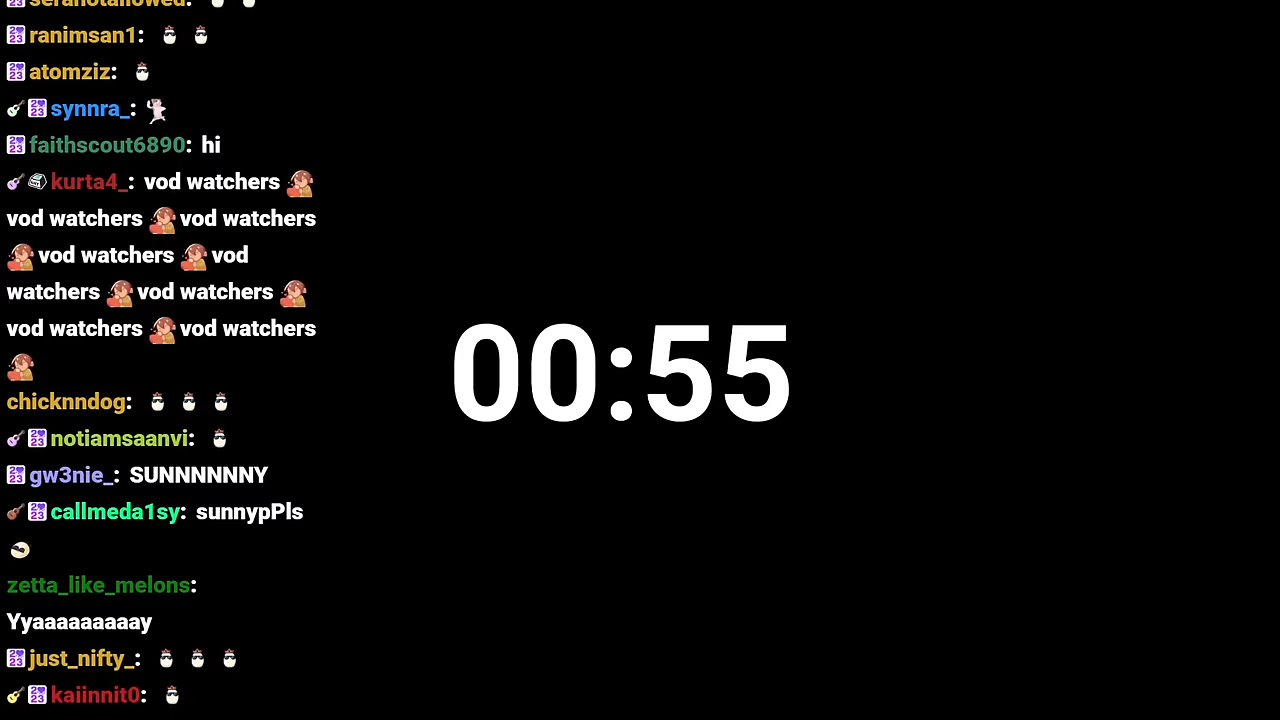 seranotallowed:
ranimsan1:
atomziz:
synnra_:
faithscout6890: hi
kurta4_: vod watchers
vod watchers vod watchers
vod watchers vod
watchers vod watchers
vod watchers vod watchers
chicknndog:
notiamsaanvi:
gw3nie_: SUNNNNNNY
callmeda1sy: sunnypPls
zetta_like_melons:
Yyaaaaaaaaay
just_nifty_:
kaiinnit0:
00:55